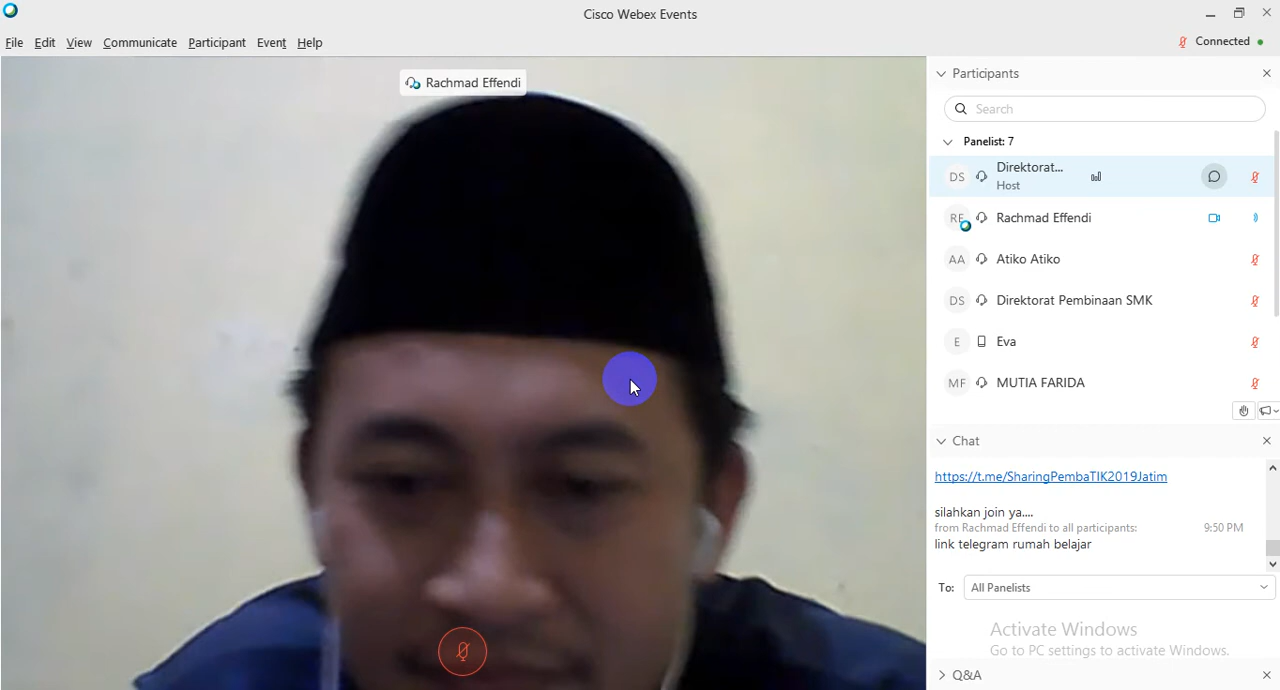 Cisco Webex Events
File Edit View Communicate Participant Event Help
Connected
Rachmad Effendi
Participants
Search
Panelist: 7
DS
Direktorat...
Host
RE
Rachmad Effendi
AA
Atiko Atiko
DS
Direktorat Pembinaan SMK
E
Eva
MF
MUTIA FARIDA
Chat
https://t.me/SharingPembaTIK2019Jatim
silahkan join ya....
from Rachmad Effendi to all participants: 9:50 PM
link telegram rumah belajar
To: All Panelists
Activate Windows
Go to PC settings to activate Windows.
Q&A